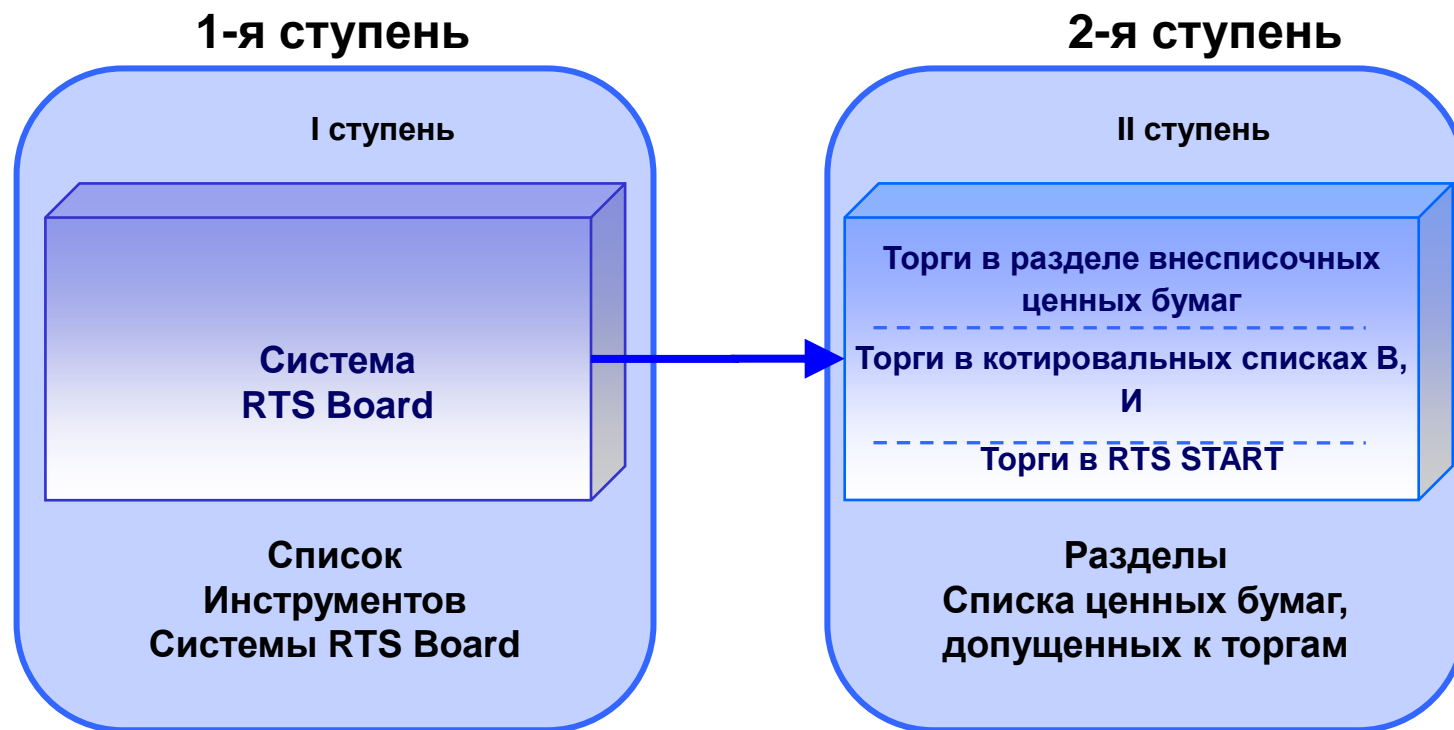 1-я ступень
2-я ступень
I ступень
Система
RTS Board
Список
Инструментов
Системы RTS Board
II ступень
Торги в разделе внесписочных
ценных бумаг
Торги в котировальных списках В,
И
Торги в RTS START
Разделы
Списка ценных бумаг,
допущенных к торгам